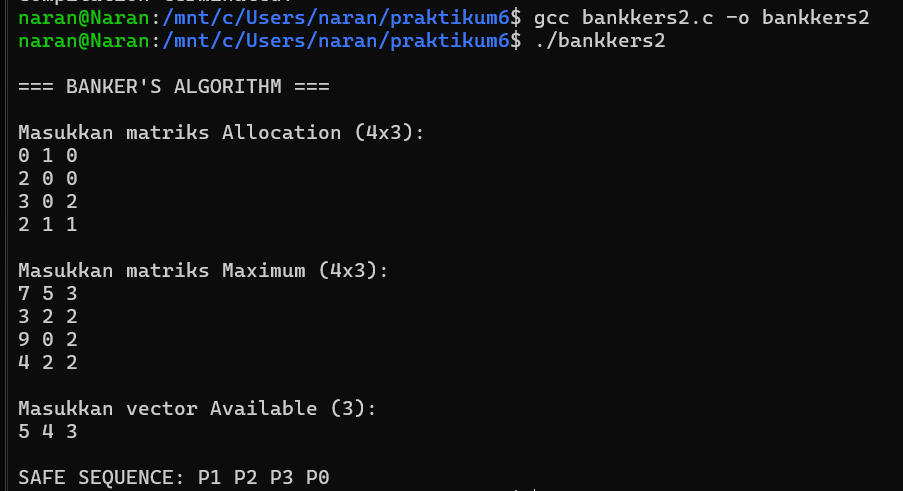 naran@Naran:/mnt/c/Users/naran/praktikum6$ gcc bankkers2.c -o bankkers2
naran@Naran:/mnt/c/Users/naran/praktikum6$ ./bankkers2
=== BANKER'S ALGORITHM ===
Masukkan matriks Allocation (4x3):
0 1 0
2 0 0
3 0 2
2 1 1
Masukkan matriks Maximum (4x3):
7 5 3
3 2 2
9 0 2
4 2 2
Masukkan vector Available (3):
5 4 3
SAFE SEQUENCE: P1 P2 P3 P0